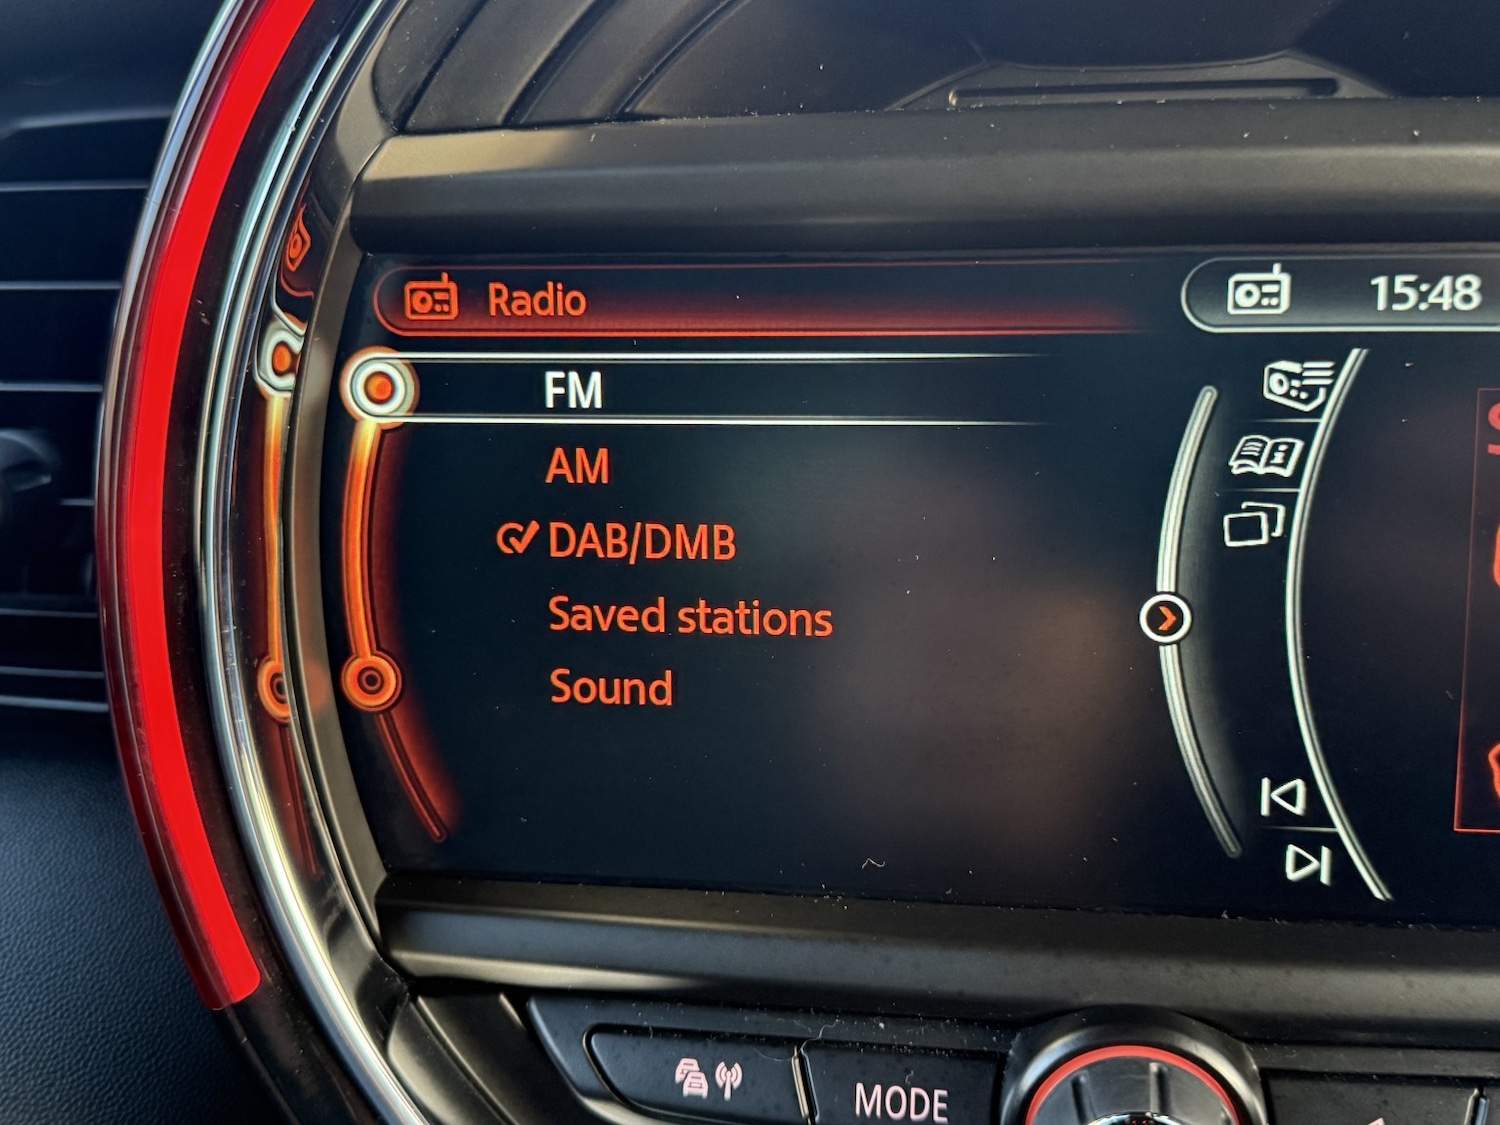 Radio
15:48
FM
AM
DAB/DMB
Saved stations
Sound
MODE